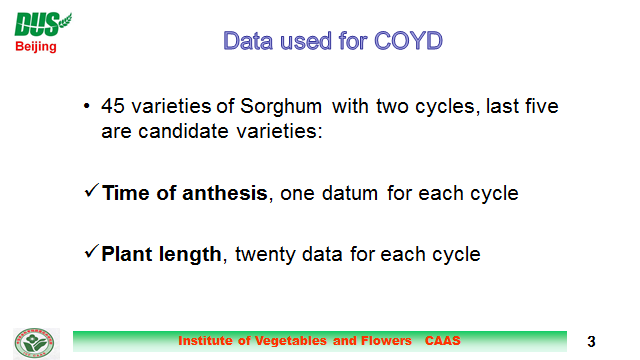 DUS
Beijing
Data used for COYD
• 45 varieties of Sorghum with two cycles, last five
are candidate varieties:
✓Time of anthesis, one datum for each cycle
✓Plant length, twenty data for each cycle
Institute of Vegetables and Flowers CAAS
3